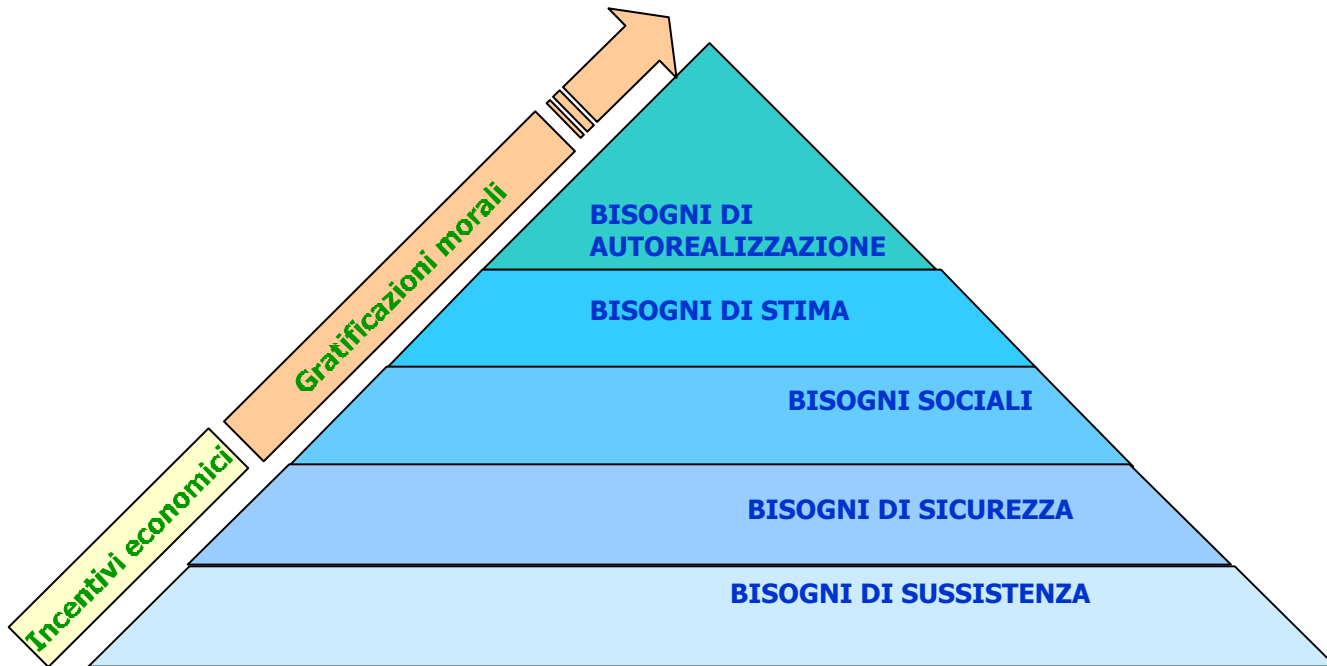 BISOGNI DI
AUTOREALIZZAZIONE
BISOGNI DI STIMA
BISOGNI SOCIALI
BISOGNI DI SICUREZZA
BISOGNI DI SUSSISTENZA
Gratificazioni morali
Incentivi economici